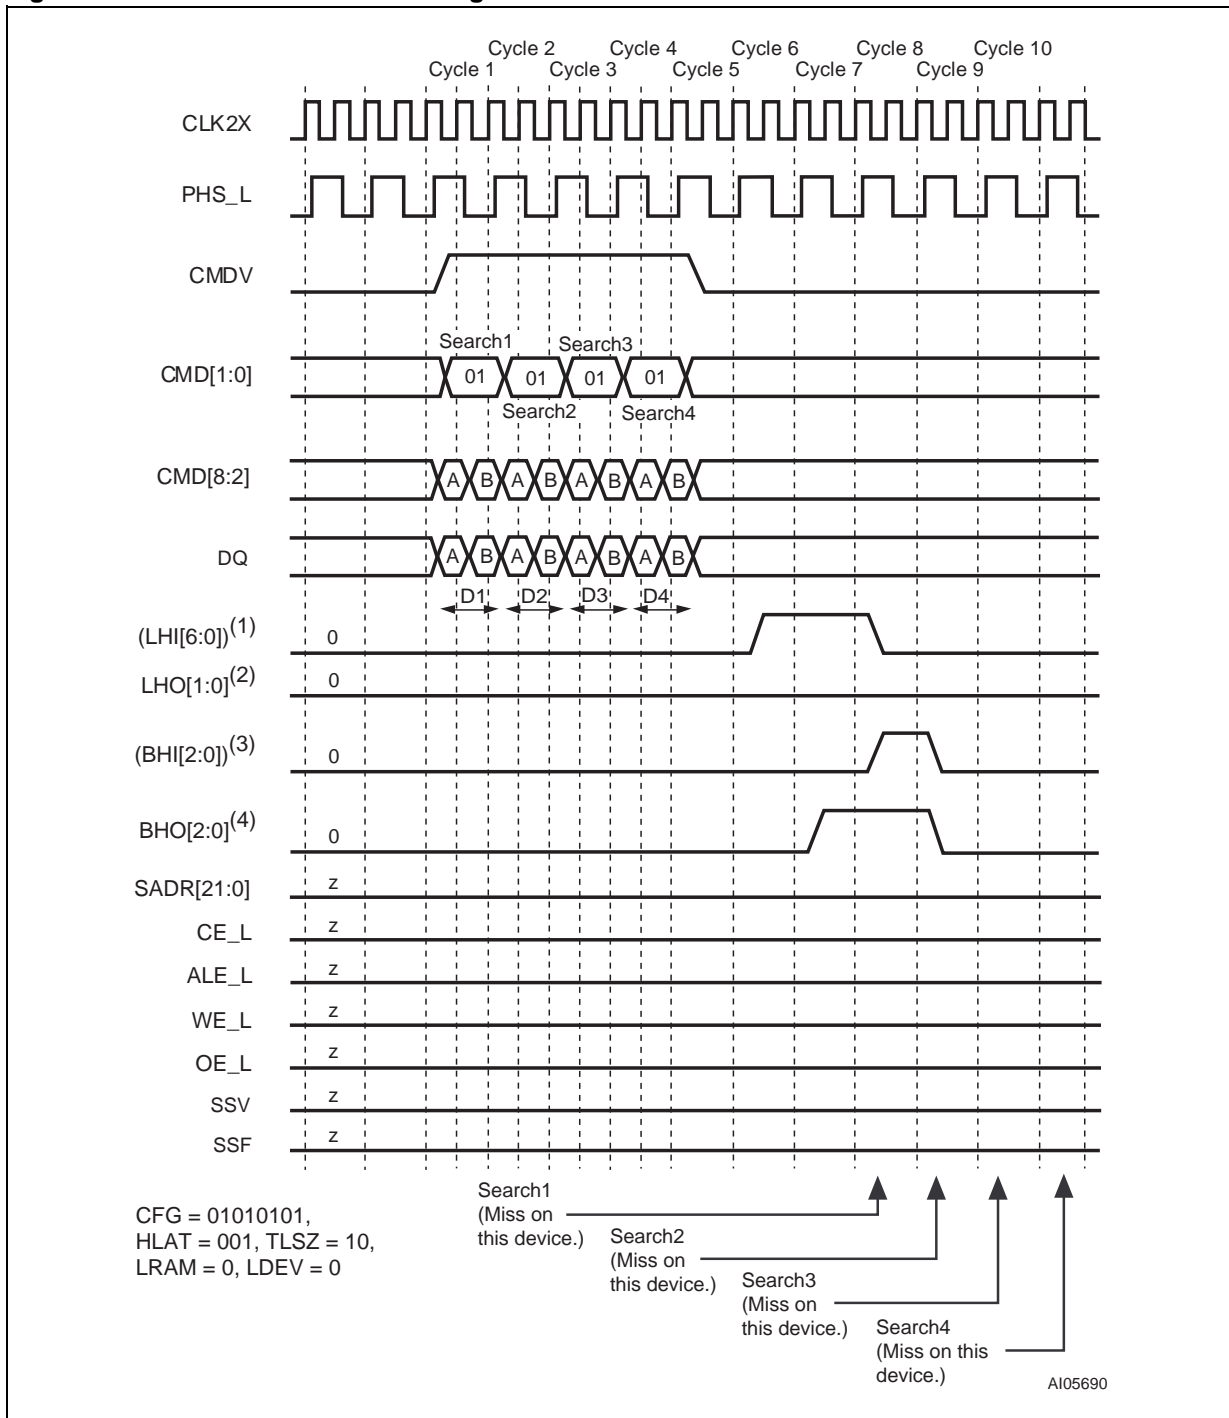 Cycle 2 Cycle 4 Cycle 6 Cycle 8 Cycle 10
Cycle 1 Cycle 3 Cycle 5 Cycle 7 Cycle 9
CLK2X
PHS_L
CMDV
Search1 Search3
CMD[1:0] 01 01 01 01
Search2 Search4
CMD[8:2] A B A B A B A B
DQ A B A B A B A B
D1 D2 D3 D4
(LHI[6:0])(1) 0
LHO[1:0](2) 0
(BHI[2:0])(3) 0
BHO[2:0](4) 0
SADR[21:0] z
CE_L z
ALE_L z
WE_L z
OE_L z
SSV z
SSF z
CFG = 01010101,
HLAT = 001, TLSZ = 10,
LRAM = 0, LDEV = 0
Search1
(Miss on
this device.)
Search2
(Miss on
this device.)
Search3
(Miss on
this device.)
Search4
(Miss on this
device.)
AI05690